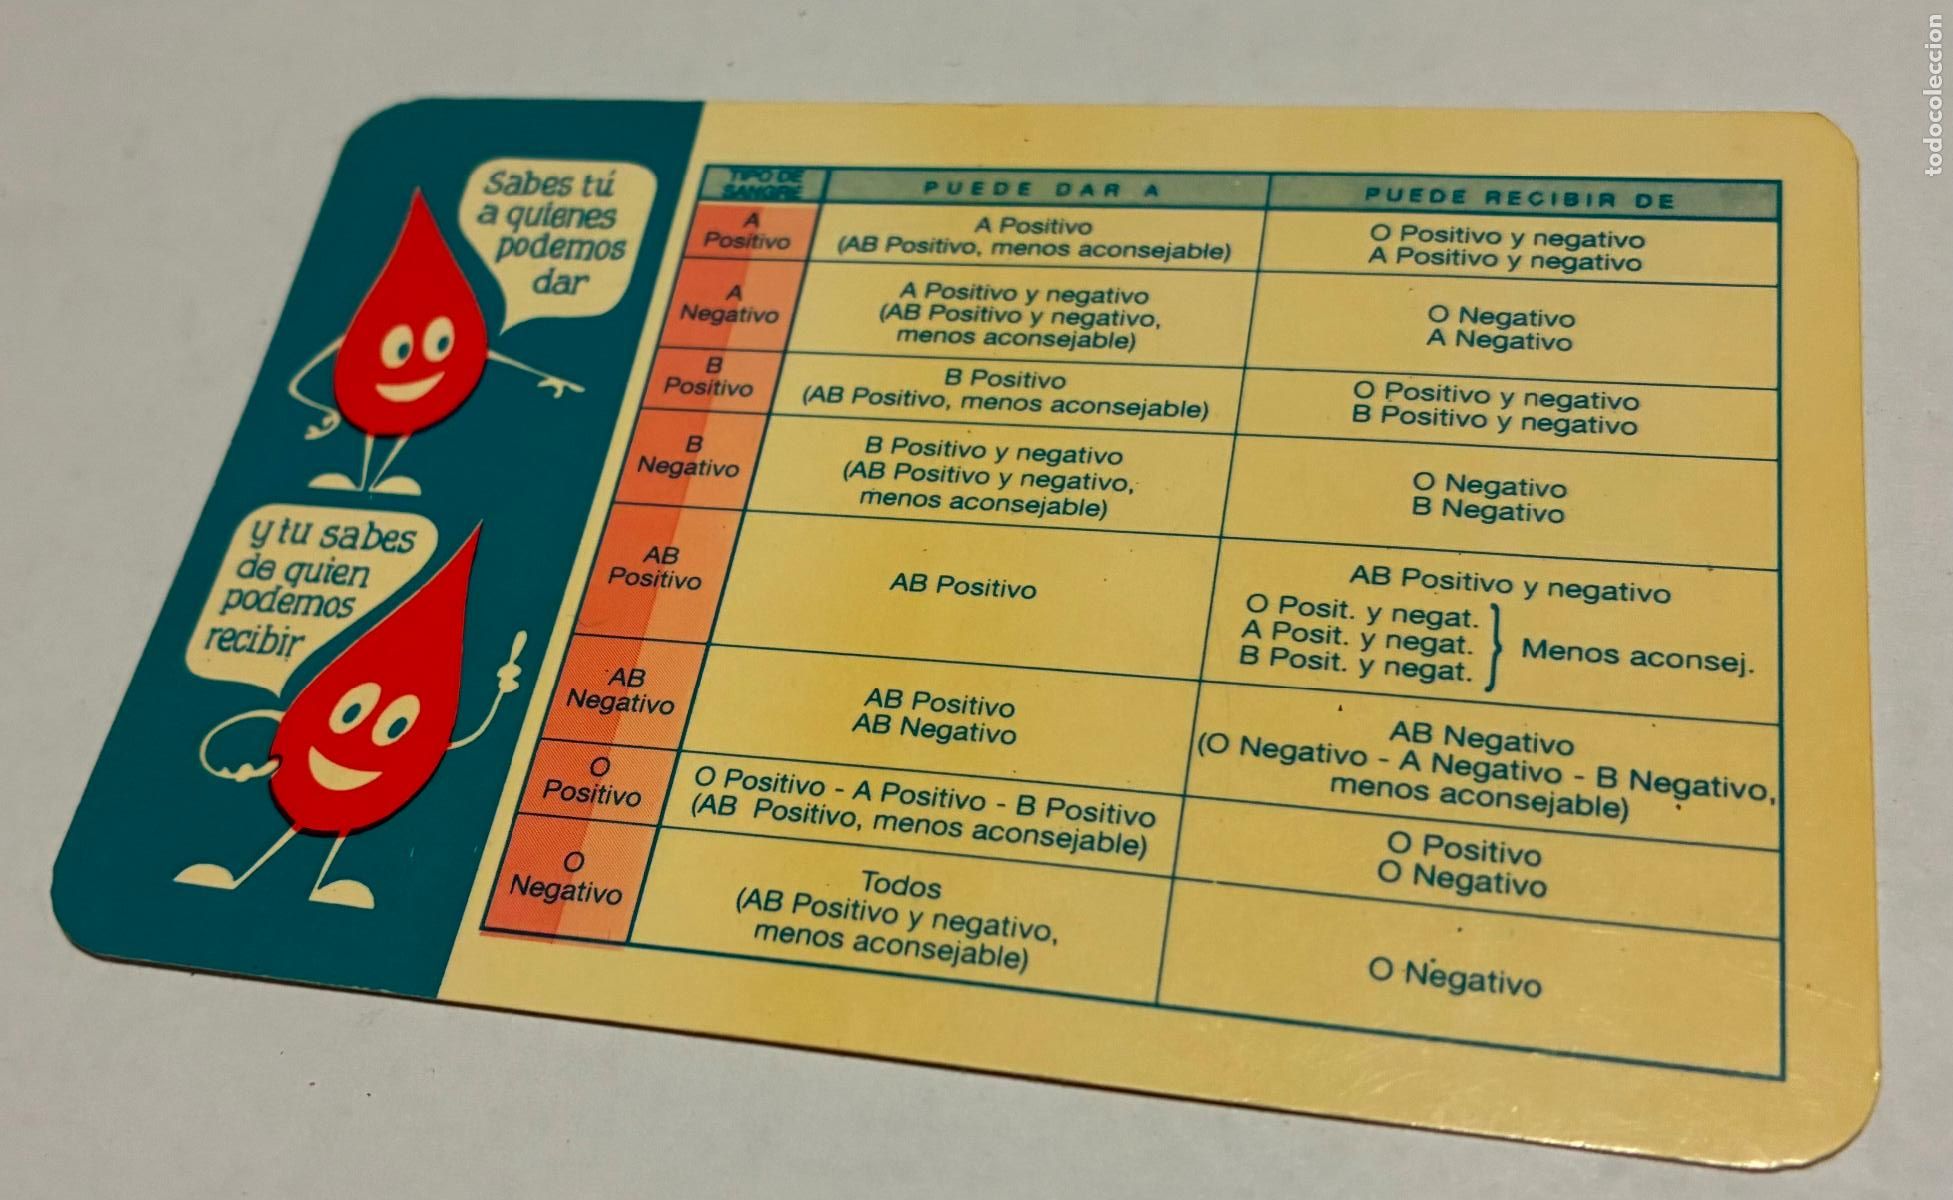 Sabes tú
a quienes
podemos
dar
y tu sabes
de quien
podemos
recibir
TIPO DE
SANGRE
PUEDE DAR A
PUEDE RECIBIR DE
A
Positivo
A Positivo
(AB Positivo, menos aconsejable)
O Positivo y negativo
A Positivo y negativo
A
Negativo
A Positivo y negativo
(AB Positivo y negativo,
menos aconsejable)
O Negativo
A Negativo
B
Positivo
B Positivo
(AB Positivo, menos aconsejable)
O Positivo y negativo
B Positivo y negativo
B
Negativo
B Positivo y negativo
(AB Positivo y negativo,
menos aconsejable)
O Negativo
B Negativo
AB
Positivo
AB Positivo
AB Positivo y negativo
O Posit. y negat.
A Posit. y negat.
B Posit. y negat.
Menos aconsej.
AB
Negativo
AB Positivo
AB Negativo
AB Negativo
(O Negativo - A Negativo - B Negativo,
menos aconsejable)
O
Positivo
O Positivo - A Positivo - B Positivo
(AB Positivo, menos aconsejable)
O Positivo
O Negativo
O
Negativo
Todos
(AB Positivo y negativo,
menos aconsejable)
O Negativo
todocoleccion